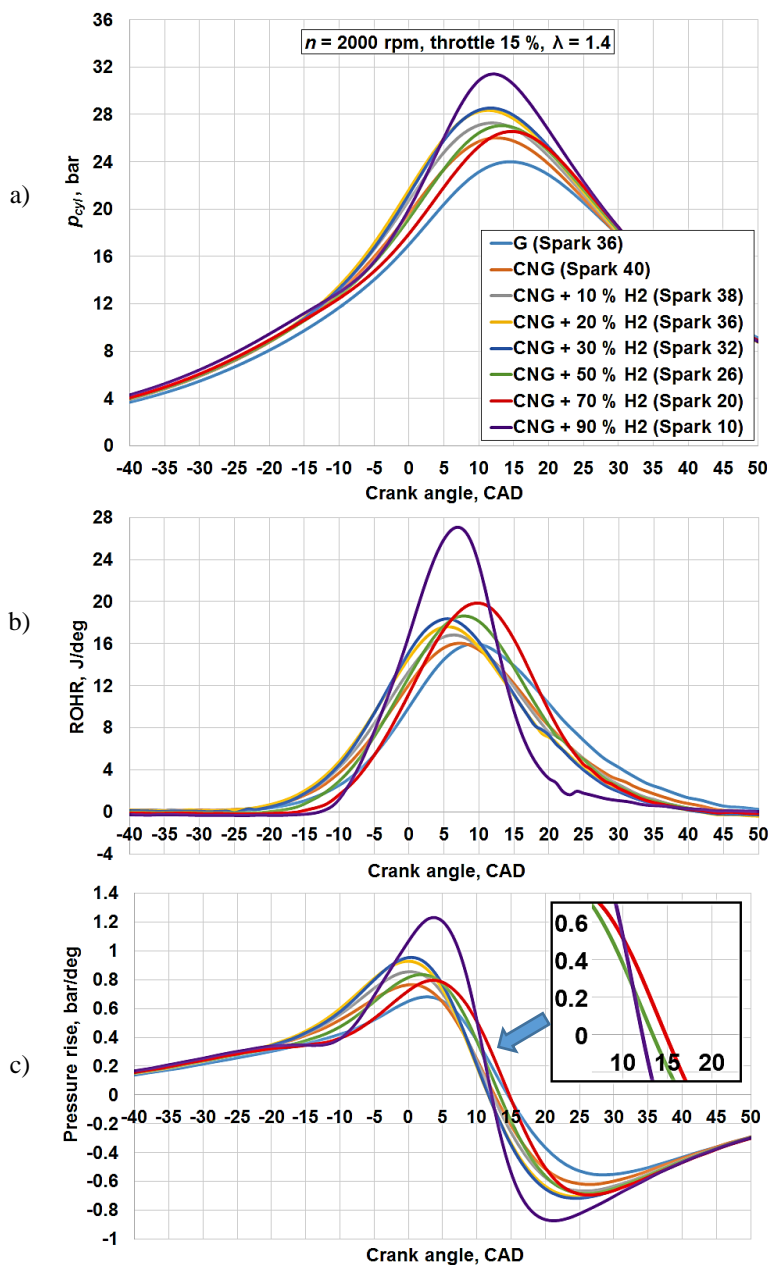 n = 2000 rpm, throttle 15 %, λ = 1.4
a)
p_cyl, bar
36
32
28
24
20
16
12
8
4
0
G (Spark 36)
CNG (Spark 40)
CNG + 10 % H2 (Spark 38)
CNG + 20 % H2 (Spark 36)
CNG + 30 % H2 (Spark 32)
CNG + 50 % H2 (Spark 26)
CNG + 70 % H2 (Spark 20)
CNG + 90 % H2 (Spark 10)
-40 -35 -30 -25 -20 -15 -10 -5 0 5 10 15 20 25 30 35 40 45 50
Crank angle, CAD
b)
ROHR, J/deg
28
24
20
16
12
8
4
0
-4
-40 -35 -30 -25 -20 -15 -10 -5 0 5 10 15 20 25 30 35 40 45 50
Crank angle, CAD
c)
Pressure rise, bar/deg
1.4
1.2
1
0.8
0.6
0.4
0.2
0
-0.2
-0.4
-0.6
-0.8
-1
0.6
0.4
0.2
0
10 15 20
-40 -35 -30 -25 -20 -15 -10 -5 0 5 10 15 20 25 30 35 40 45 50
Crank angle, CAD